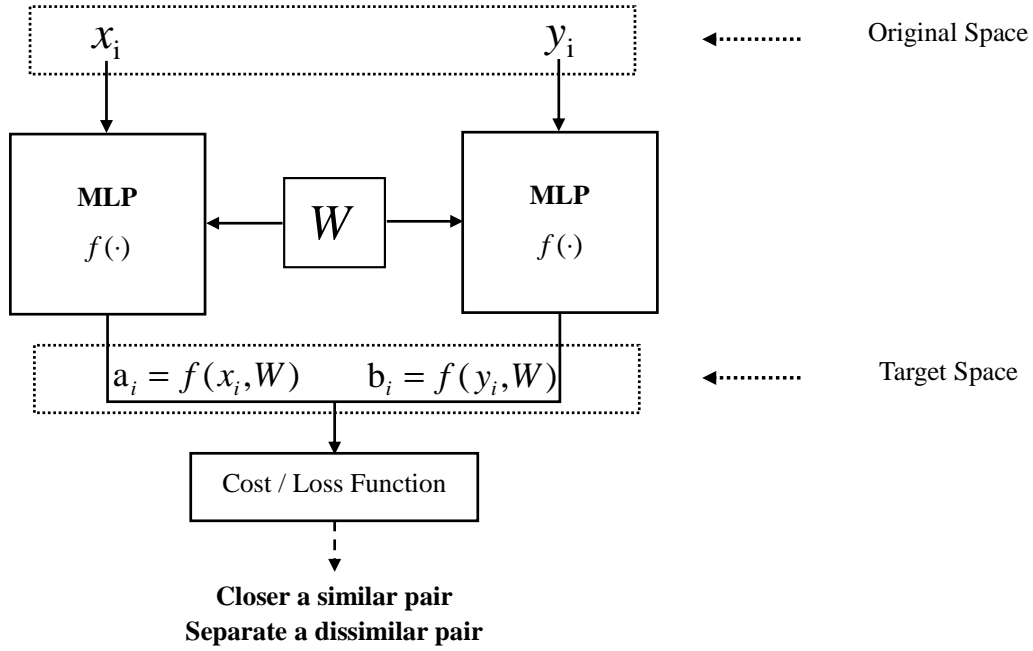 x_i y_i Original Space
MLP MLP
W
f(·) f(·)
a_i = f(x_i,W) b_i = f(y_i,W) Target Space
Cost / Loss Function
Closer a similar pair
Separate a dissimilar pair